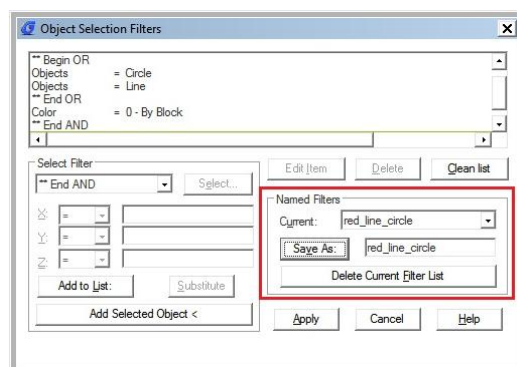 Object Selection Filters
** Begin OR
Objects = Circle
Objects = Line
** End OR
Color = 0 - By Block
** End AND
Select Filter
** End AND
Select...
X: =
Y: =
Z: =
Add to List:
Substitute
Add Selected Object <
Edit Item
Delete
Clean list
Named Filters
Current: red_line_circle
Save As: red_line_circle
Delete Current Filter List
Apply
Cancel
Help